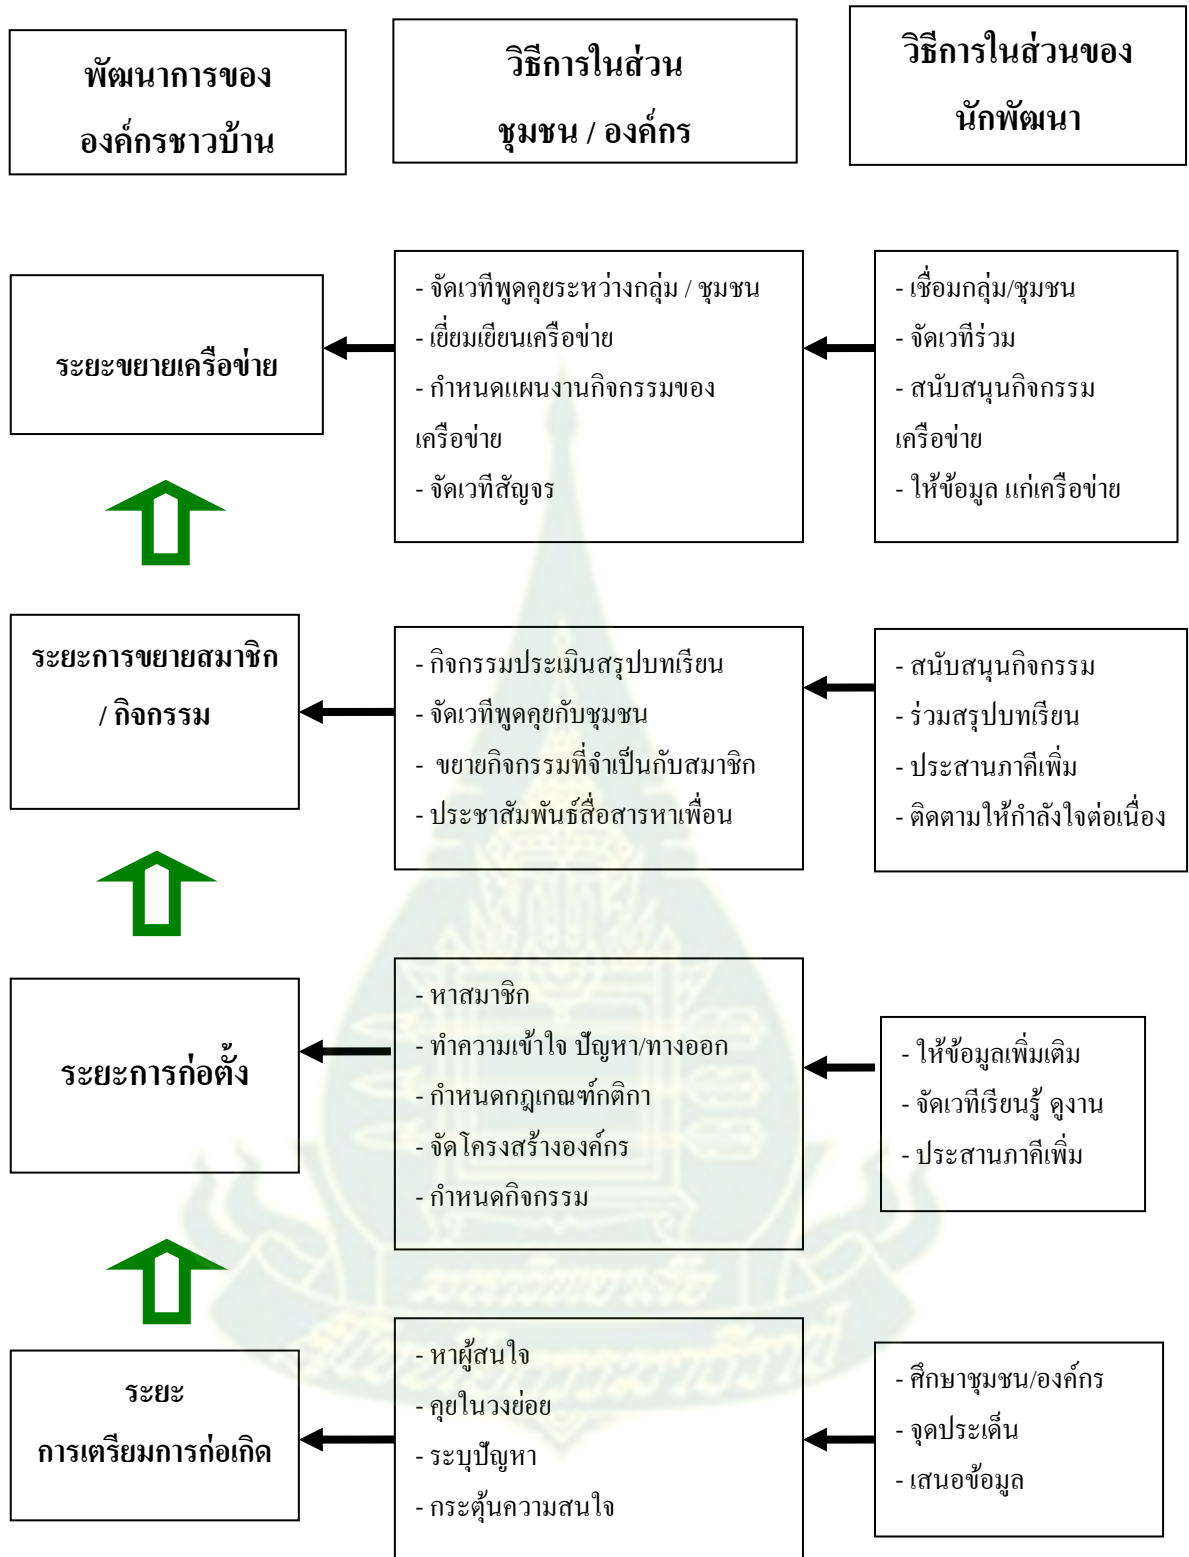 พัฒนาการของ
องค์กรชาวบ้าน
วิธีการในส่วน
ชุมชน / องค์กร
วิธีการในส่วนของ
นักพัฒนา
ระยะขยายเครือข่าย
- จัดเวทีพูดคุยระหว่างกลุ่ม / ชุมชน
- เยี่ยมเยียนเครือข่าย
- กำหนดแผนงานกิจกรรมของ
เครือข่าย
- จัดเวทีสัญจร
- เชื่อมกลุ่ม/ชุมชน
- จัดเวทีร่วม
- สนับสนุนกิจกรรม
เครือข่าย
- ให้ข้อมูล แก่เครือข่าย
ระยะการขยายสมาชิก
/ กิจกรรม
- กิจกรรมประเมินสรุปบทเรียน
- จัดเวทีพูดคุยกับชุมชน
- ขยายกิจกรรมที่จำเป็นกับสมาชิก
- ประชาสัมพันธ์สื่อสารหาเพื่อน
- สนับสนุนกิจกรรม
- ร่วมสรุปบทเรียน
- ประสานภาคีเพิ่ม
- ติดตามให้กำลังใจต่อเนื่อง
ระยะการก่อตั้ง
- หาสมาชิก
- ทำความเข้าใจ ปัญหา/ทางออก
- กำหนดกฎเกณฑ์กติกา
- จัดโครงสร้างองค์กร
- กำหนดกิจกรรม
- ให้ข้อมูลเพิ่มเติม
- จัดเวทีเรียนรู้ ดูงาน
- ประสานภาคีเพิ่ม
ระยะ
การเตรียมการก่อเกิด
- หาผู้สนใจ
- คุยในวงย่อย
- ระบุปัญหา
- กระตุ้นความสนใจ
- ศึกษาชุมชน/องค์กร
- จุดประเด็น
- เสนอข้อมูล